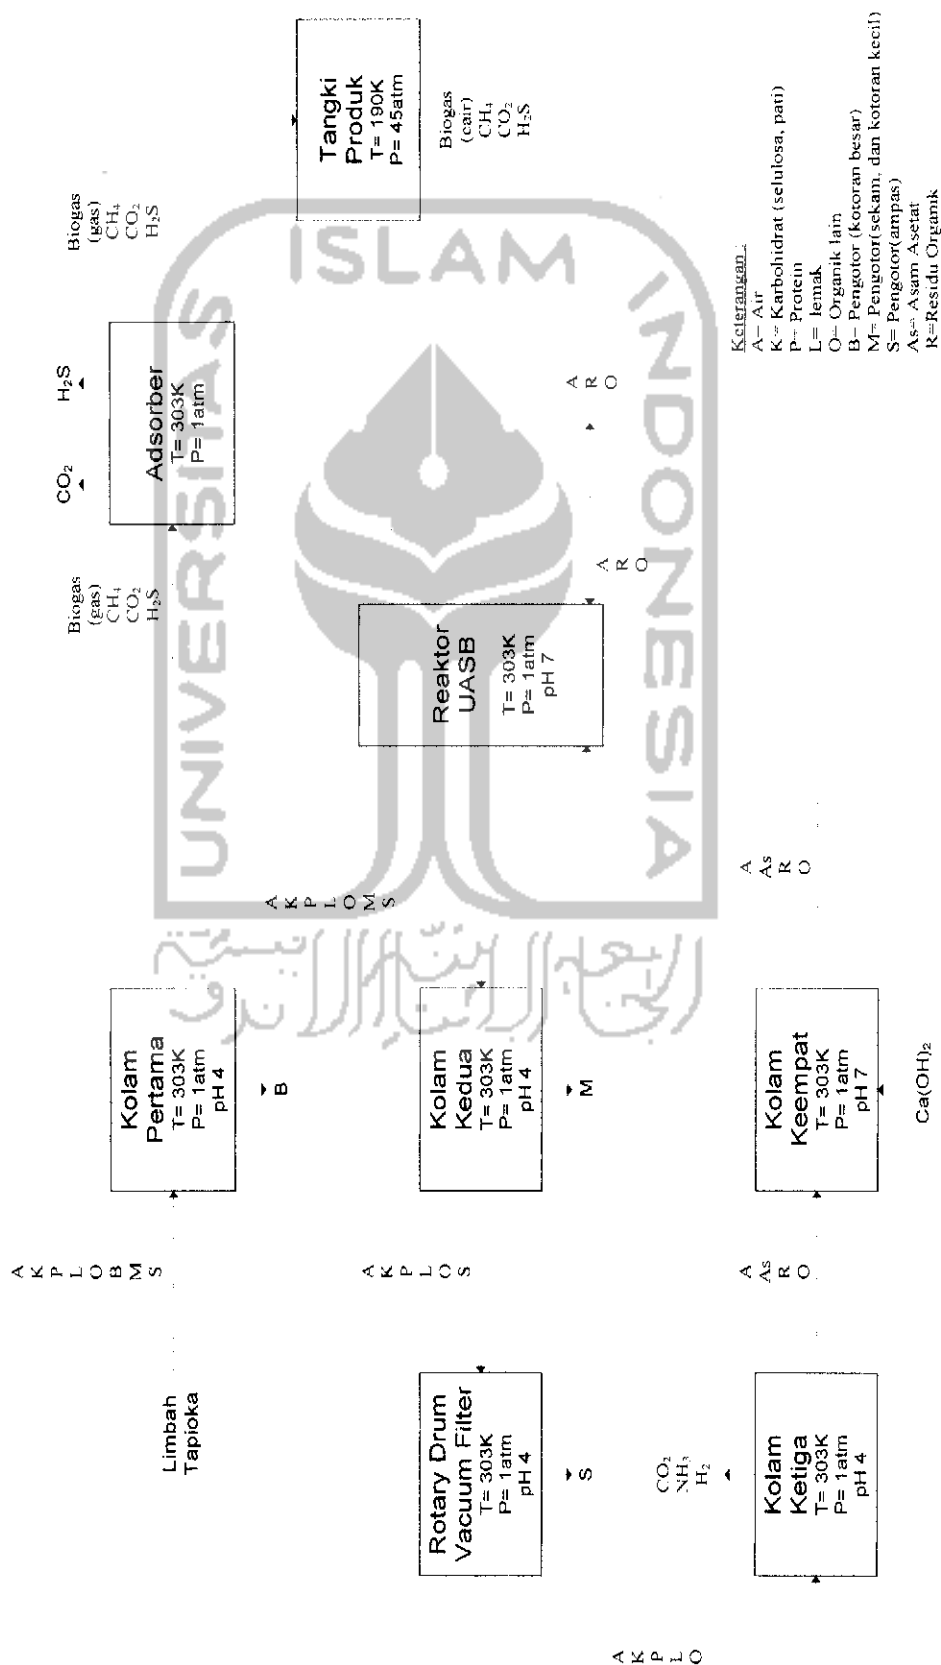 Limbah
Tapioka
A
K
P
L
O
B
M
S
Kolam
Pertama
T= 303K
P= 1atm
pH 4
B
A
K
P
L
O
M
S
Kolam
Kedua
T= 303K
P= 1atm
pH 4
M
A
K
P
L
O
S
Rotary Drum
Vacuum Filter
T= 303K
P= 1atm
pH 4
S
A
K
P
L
O
CO₂
NH₃
H₂
Kolam
Ketiga
T= 303K
P= 1atm
pH 4
A
As
R
O
Kolam
Keempat
T= 303K
P= 1atm
pH 7
Ca(OH)₂
A
As
R
O
Reaktor
UASB
T= 303K
P= 1atm
pH 7
A
R
O
A
R
O
Biogas
(gas)
CH₄
CO₂
H₂S
CO₂
H₂S
Adsorber
T= 303K
P= 1atm
Biogas
(gas)
CH₄
CO₂
H₂S
Tangki
Produk
T= 190K
P= 45atm
Biogas
(cair)
CH₄
CO₂
H₂S
Keterangan :
A= Air
K= Karbohidrat (selulosa, pati)
P= Protein
L= lemak
O= Organik lain
B= Pengotor (kotoran besar)
M= Pengotor(sekam, dan kotoran kecil)
S= Pengotor(ampas)
As= Asam Asetat
R=Residu Organik
UNIVERSITAS
ISLAM
INDONESIA